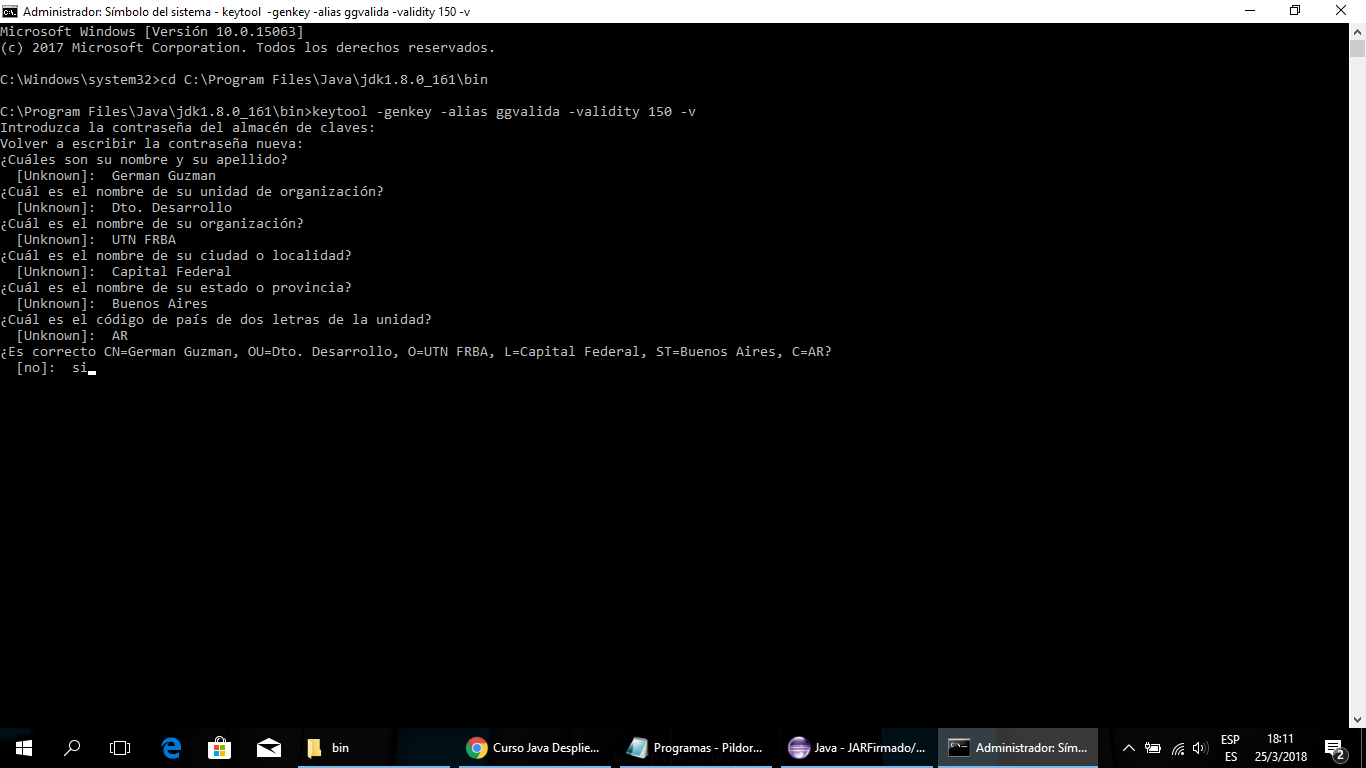 Administrador: Símbolo del sistema - keytool  -genkey -alias ggvalida -validity 150 -v
Microsoft Windows [Versión 10.0.15063]
(c) 2017 Microsoft Corporation. Todos los derechos reservados.
C:\Windows\system32>cd C:\Program Files\Java\jdk1.8.0_161\bin
C:\Program Files\Java\jdk1.8.0_161\bin>keytool -genkey -alias ggvalida -validity 150 -v
Introduzca la contraseña del almacén de claves:
Volver a escribir la contraseña nueva:
¿Cuáles son su nombre y su apellido?
  [Unknown]:  German Guzman
¿Cuál es el nombre de su unidad de organización?
  [Unknown]:  Dto. Desarrollo
¿Cuál es el nombre de su organización?
  [Unknown]:  UTN FRBA
¿Cuál es el nombre de su ciudad o localidad?
  [Unknown]:  Capital Federal
¿Cuál es el nombre de su estado o provincia?
  [Unknown]:  Buenos Aires
¿Cuál es el código de país de dos letras de la unidad?
  [Unknown]:  AR
¿Es correcto CN=German Guzman, OU=Dto. Desarrollo, O=UTN FRBA, L=Capital Federal, ST=Buenos Aires, C=AR?
  [no]:  si
bin
Curso Java Desplie...
Programas - Pildor...
Java - JARFirmado/...
Administrador: Sím...
ESP
ES
18:11
25/3/2018
2